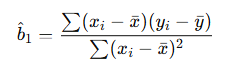 b̂₁ = ∑(xᵢ − x̄)(yᵢ − ȳ) / ∑(xᵢ − x̄)²